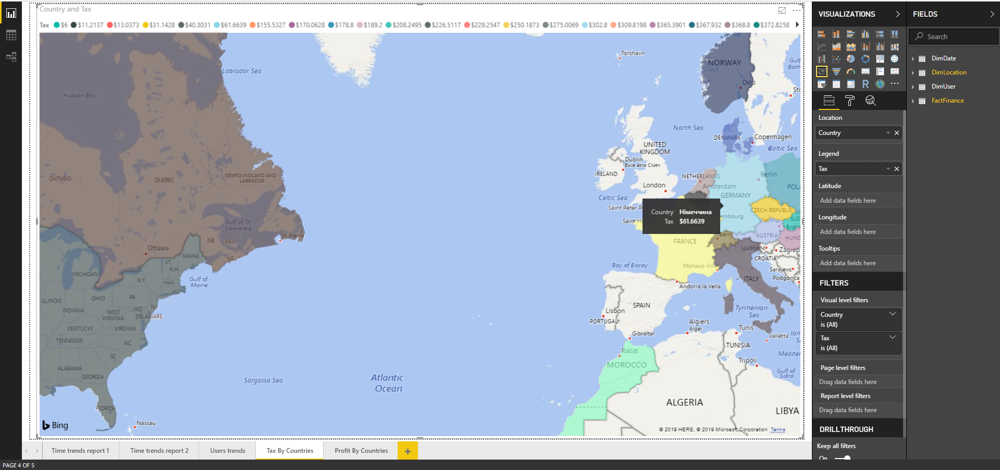 Country and Tax
Tax $6 $11.2137 $13.0373 $31.1428 $40.3031 $61.6639 $155.5327 $170.0628 $178.8 $189.2 $208.2495 $226.5117 $229.2547 $250.1873 $275.0069 $302.8 $309.8198 $365.3901 $367.932 $368.8 $372.8258
Labrador Sea
Hudson Bay
ONTARIO
QUEBEC
NEWFOUNDLAND AND
LABRADOR
Gulf of St
Lawrence
St-Pierre
NB
P.E.I.
NS
Ottawa
MAINE
VT.
N.H.
MICHIGAN
N.Y.
MASS.
Gulf of
Maine
ILLINOIS
OHIO
PA
INDIANA
WEST
VIRGINIA
MD.
N.J.
DELAWARE
KENTUCKY
VIRGINIA
TENNESSEE
NC
SC
ALABAMA
GEORGIA
FLORIDA
Nassau
Bing
Sargasso Sea
Atlantic
Ocean
Tórshavn
NORWAY
Oslo
Gulf
Both
Sto
North Sea
DENMARK
Copenhagen
Baltic Sea
UNITED
KINGDOM
Dublin
Baile Átha Cliath
IRELAND
London
NETHERLANDS
Amsterdam
Berlin
POL
GERMANY
Celtic Sea
Saint Peter Po
Saint H
Country Німеччина
Tax $61.6639
embourg
CZECH REPUBLIC
SLO
Vienna
Brati
AUSTRIA
HUNG
Bern
FRANCE
Ljubljana
Zagreb
CROATIA
Sarajevo
Podgorica
Bay of Biscay
Monaco-Ville
ITALY
Andorra la Vella
SPAIN
Lisbon
PORTUGAL
Gibraltar
Tyrrhenian
Sea
Algiers
Alger
Tunis
Valletta
Ion
S
TUNISIA
Rabat
MOROCCO
Tripoli
Mediter
Gulf of
Sidra
ALGERIA
LIBYA
© 2019 HERE, © 2019 Microsoft Corporation Terms
VISUALIZATIONS
R
Location
Country
Legend
Tax
Latitude
Add data fields here
Longitude
Add data fields here
Tooltips
Add data fields here
FILTERS
Visual level filters
Country
is (All)
Tax
is (All)
Page level filters
Drag data fields here
Report level filters
Drag data fields here
DRILLTHROUGH
Keep all filters
On
FIELDS
Search
DimDate
DimLocation
DimUser
FactFinance
Time trends report 1
Time trends report 2
Users trends
Tax By Countries
Profit By Countries
PAGE 4 OF 5